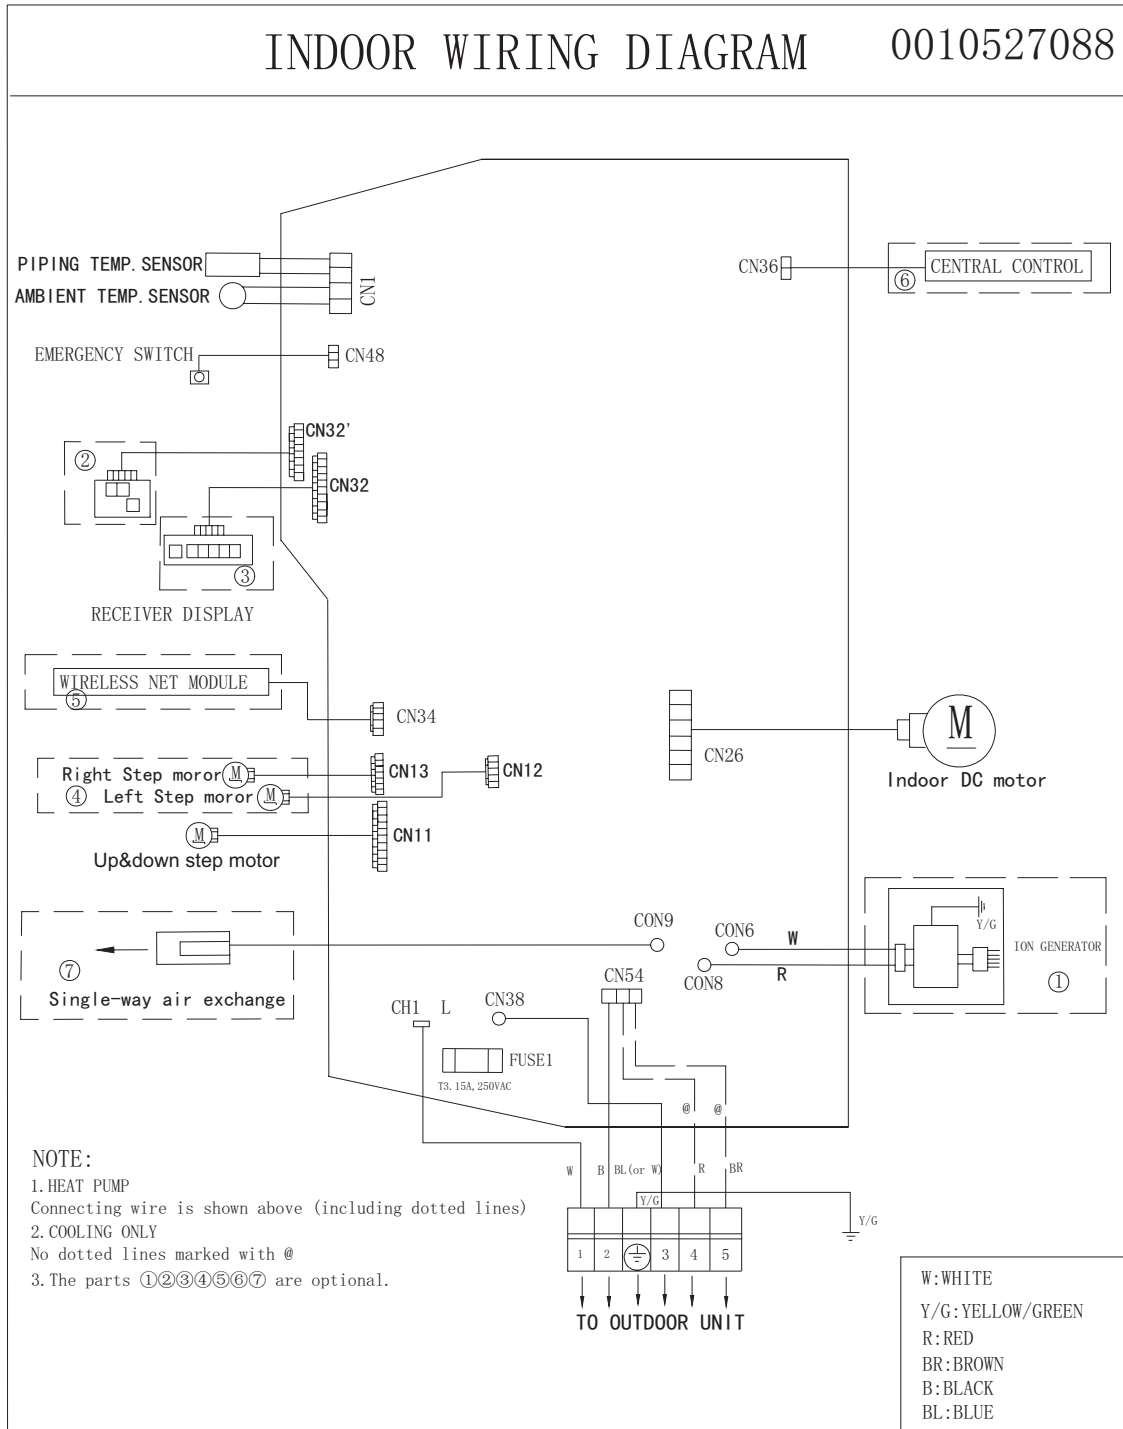 INDOOR WIRING DIAGRAM 0010527088
PIPING TEMP.SENSOR
AMBIENT TEMP.SENSOR
CN1
CN36
⑥
CENTRAL CONTROL
EMERGENCY SWITCH
CN48
②
CN32'
CN32
③
RECEIVER DISPLAY
WIRELESS NET MODULE
⑤
CN34
CN26
M
Indoor DC motor
Right Step moror M
CN13
CN12
④ Left Step moror M
M
CN11
Up&down step motor
⑦
Single-way air exchange
CON9
CON6
W
CON8
R
Y/G
ION GENERATOR
①
CN54
CH1 L
CN38
FUSE1
T3.15A,250VAC
@ @
W B BL(or W) R BR
Y/G
Y/G
1 2 3 4 5
TO OUTDOOR UNIT
NOTE:
1.HEAT PUMP
Connecting wire is shown above (including dotted lines)
2.COOLING ONLY
No dotted lines marked with @
3.The parts ①②③④⑤⑥⑦ are optional.
W:WHITE
Y/G:YELLOW/GREEN
R:RED
BR:BROWN
B:BLACK
BL:BLUE